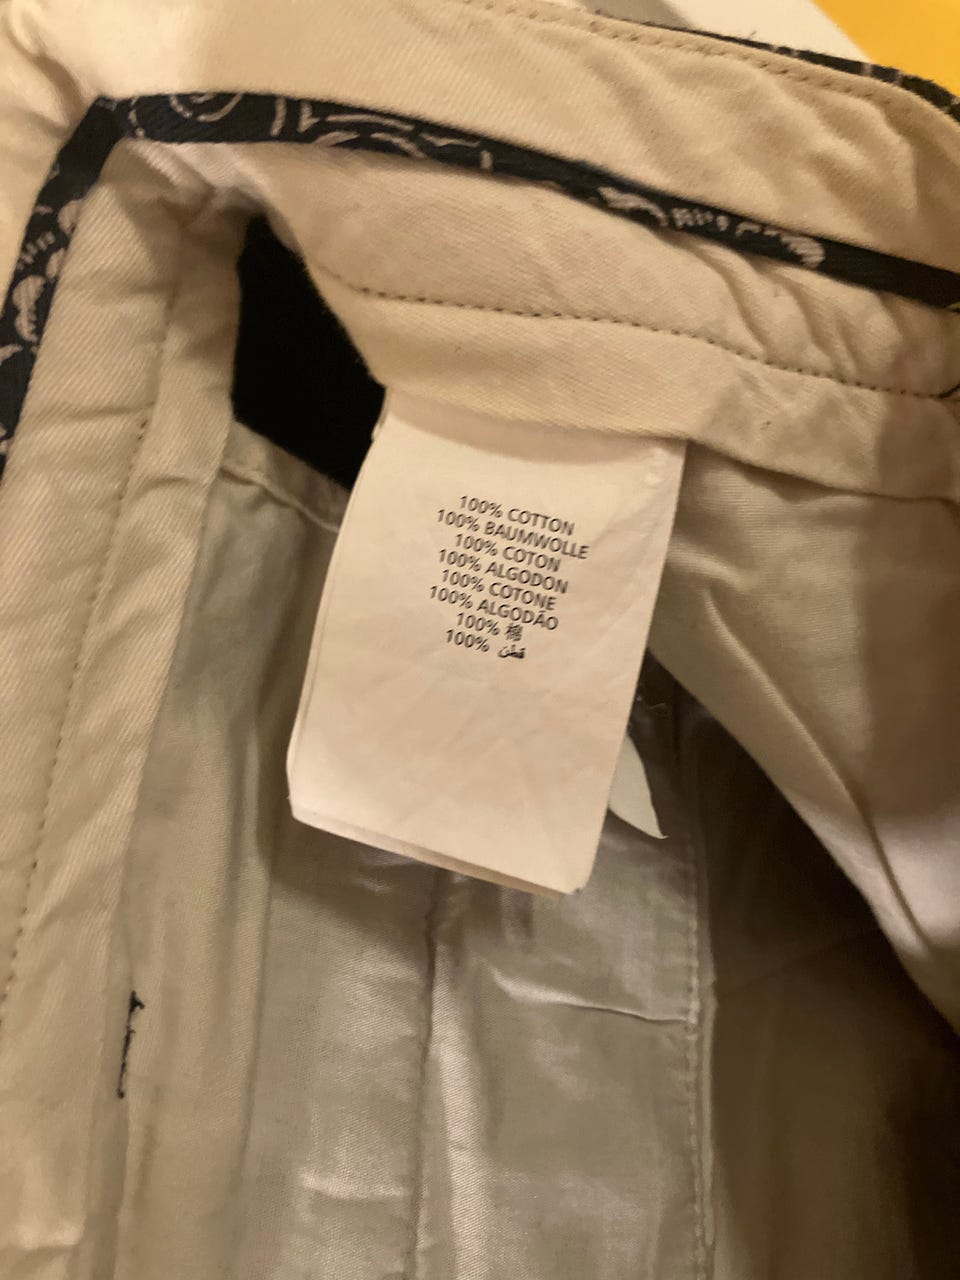 100% COTTON
100% BAUMWOLLE
100% COTON
100% ALGODON
100% COTONE
100% ALGODÃO
100% 棉
100% قطن